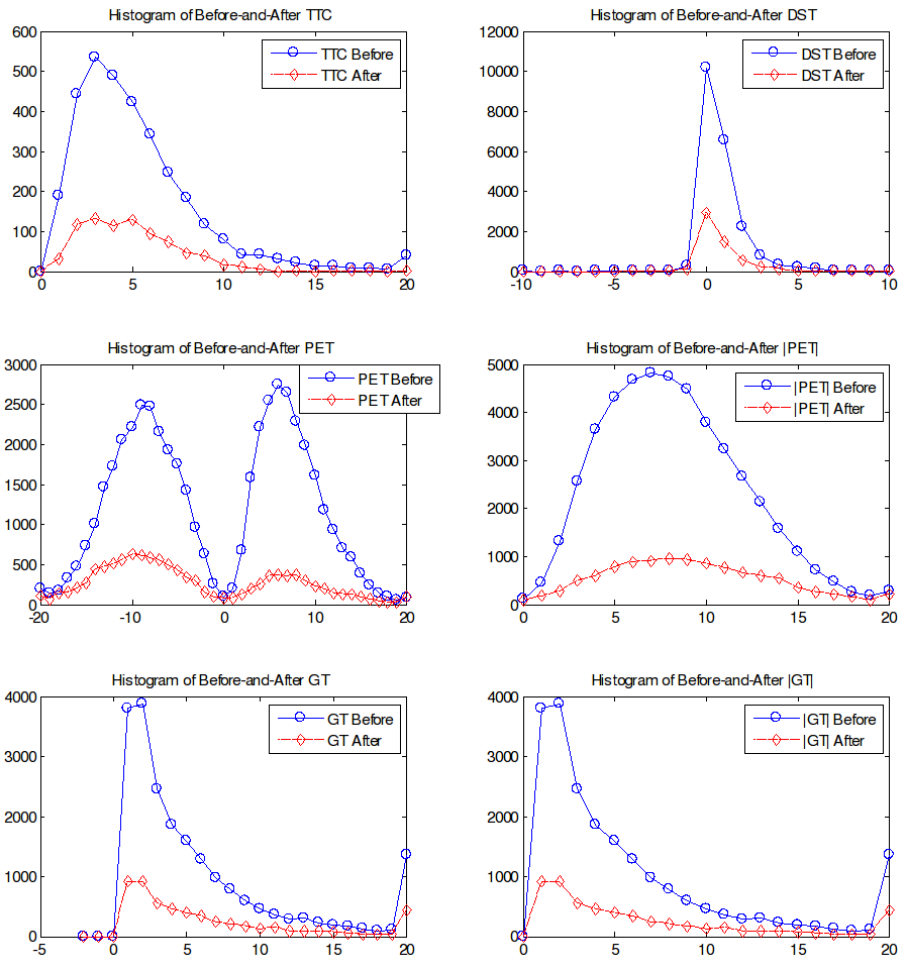 Histogram of Before-and-After TTC
600
500
400
300
200
100
0
0 5 10 15 20
TTC Before
TTC After
Histogram of Before-and-After DST
12000
10000
8000
6000
4000
2000
0
-10 -5 0 5 10
DST Before
DST After
Histogram of Before-and-After PET
3000
2500
2000
1500
1000
500
0
-20 -10 0 10 20
PET Before
PET After
Histogram of Before-and-After |PET|
5000
4000
3000
2000
1000
0
0 5 10 15 20
|PET| Before
|PET| After
Histogram of Before-and-After GT
4000
3000
2000
1000
0
-5 0 5 10 15 20
GT Before
GT After
Histogram of Before-and-After |GT|
4000
3000
2000
1000
0
0 5 10 15 20
|GT| Before
|GT| After